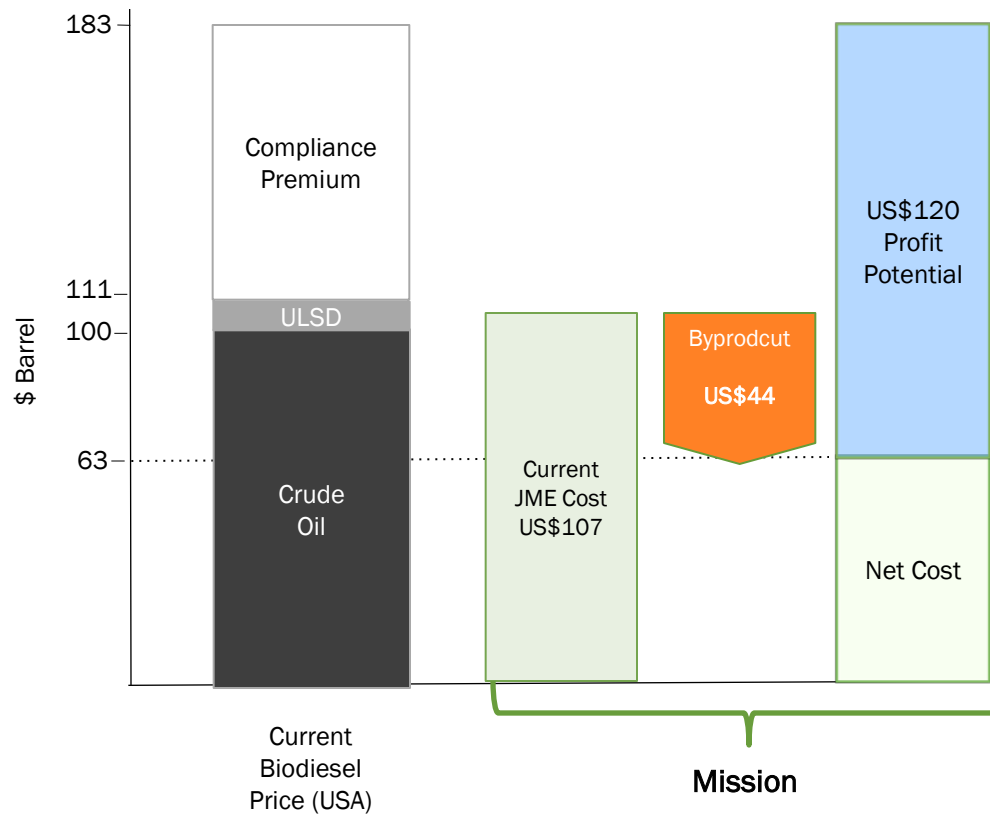 183
Compliance
Premium
US$120
Profit
Potential
111
ULSD
100
Byprodcut
US$44
$ Barrel
63
Current
JME Cost
US$107
Crude
Oil
Net Cost
Current
Biodiesel
Price (USA)
Mission